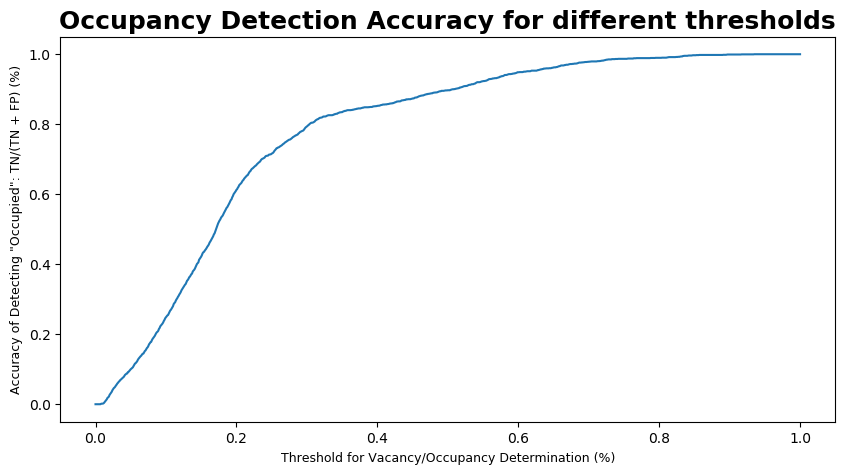 Occupancy Detection Accuracy for different thresholds
Accuracy of Detecting "Occupied": TN/(TN + FP) (%)
1.0
0.8
0.6
0.4
0.2
0.0
0.0 0.2 0.4 0.6 0.8 1.0
Threshold for Vacancy/Occupancy Determination (%)